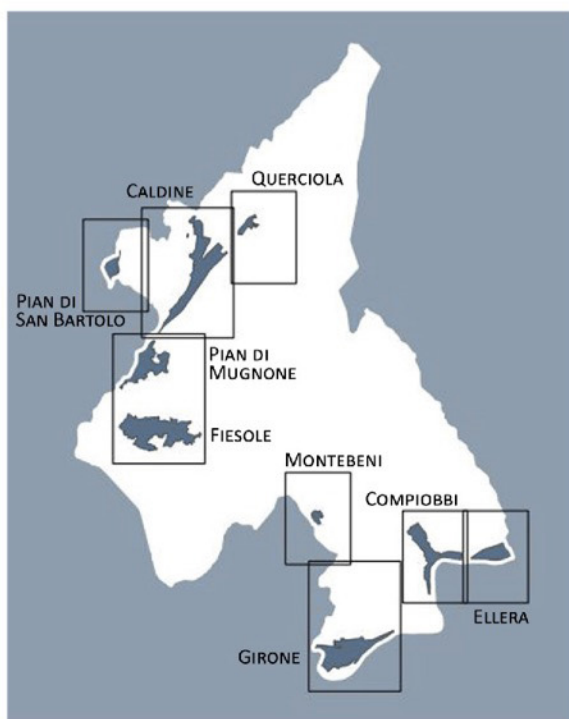 QUERCIOLA
CALDINE
PIAN DI
SAN BARTOLO
PIAN DI
MUGNONE
FIESOLE
MONTEBENI
COMPIOBBI
ELLERA
GIRONE